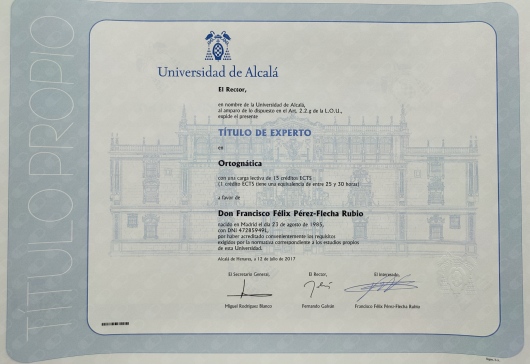 TÍTULO PROPIO
Universidad de Alcalá
El Rector,
en nombre de la Universidad de Alcalá,
al amparo de lo dispuesto en el Art. 2.2.g de la L.O.U.,
expide el presente
TÍTULO DE EXPERTO
en
Ortognática
con una carga lectiva de 15 créditos ECTS
(1 crédito ECTS tiene una equivalencia de entre 25 y 30 horas)
a favor de
Don Francisco Félix Pérez-Flecha Rubio
nacido en Madrid el día 23 de agosto de 1985,
con DNI 47285949L,
por haber acreditado convenientemente los requisitos
exigidos por la normativa correspondiente a los estudios propios
de esta Universidad.
Alcalá de Henares, a 12 de julio de 2017
El Secretario General,
El Rector,
El interesado,
Miguel Rodríguez Blanco
Fernando Galván
Francisco Félix Pérez-Flecha Rubio